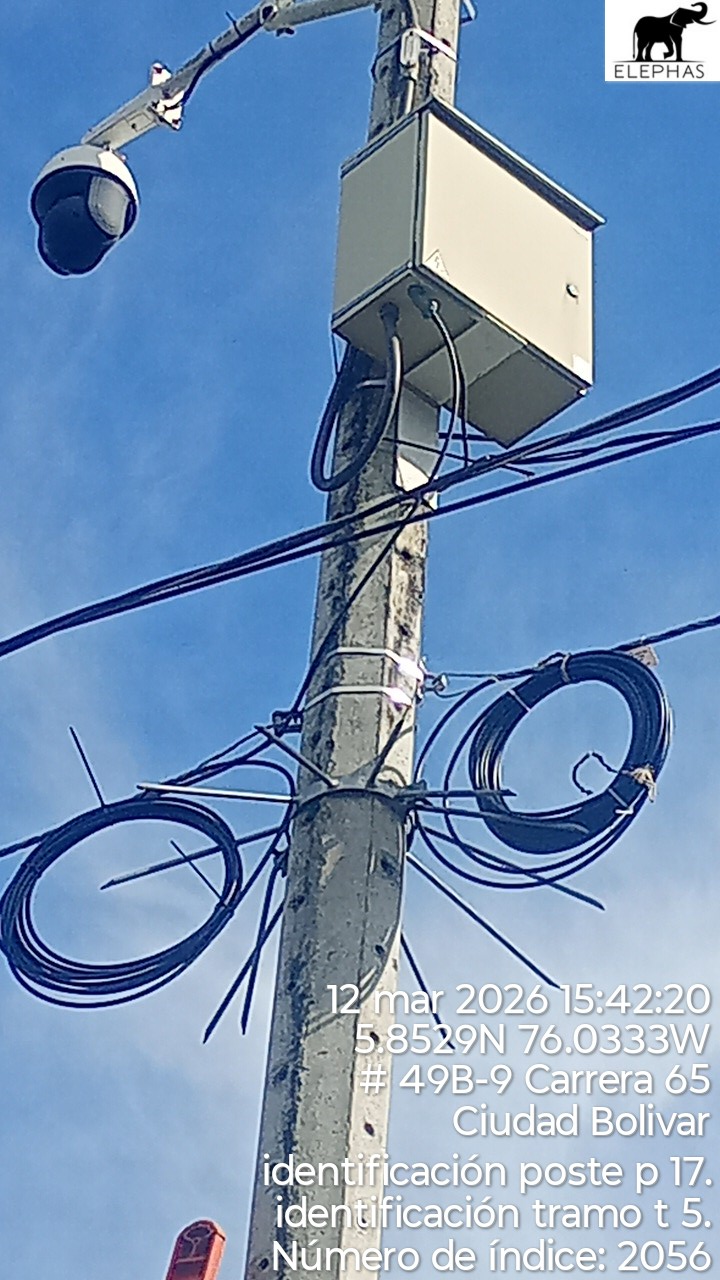 ELEPHAS
12 mar 2026 15:42:20
5.8529N 76.0333W
# 49B-9 Carrera 65
Ciudad Bolivar
identificación poste p 17.
identificación tramo t 5.
Número de índice: 2056